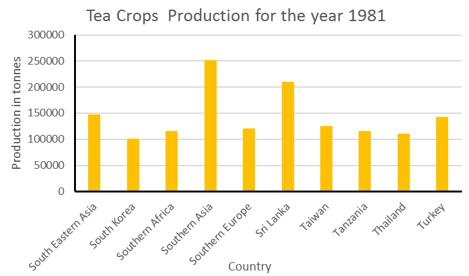 Tea Crops  Production for the year 1981
Production in tonnes
300000
250000
200000
150000
100000
50000
0
South Eastern Asia
South Korea
Southern Africa
Southern Asia
Southern Europe
Sri Lanka
Taiwan
Tanzania
Thailand
Turkey
Country